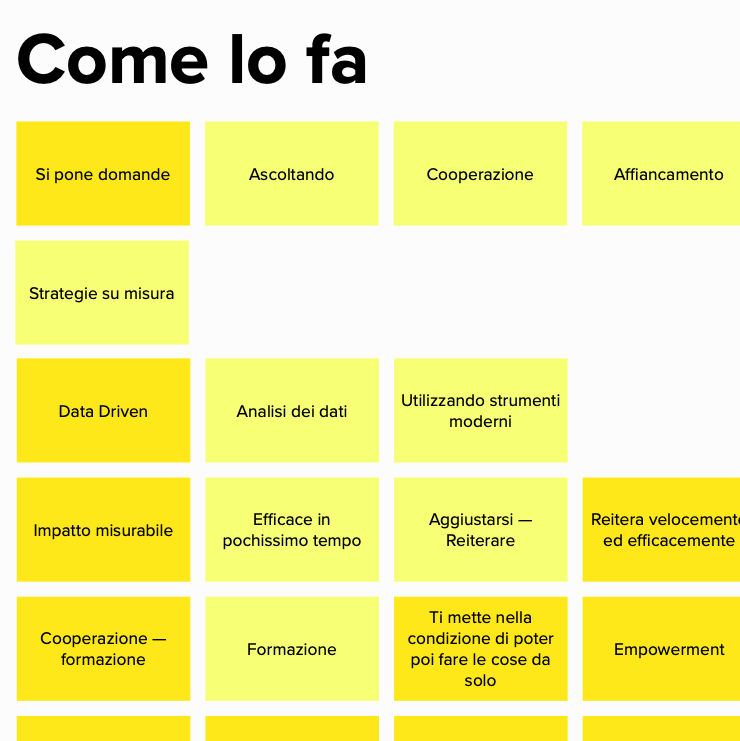 Come lo fa
Si pone domande
Ascoltando
Cooperazione
Affiancamento
Strategie su misura
Data Driven
Analisi dei dati
Utilizzando strumenti
moderni
Impatto misurabile
Efficace in
pochissimo tempo
Aggiustarsi —
Reiterare
Reitera velocemente
ed efficacemente
Cooperazione —
formazione
Formazione
Ti mette nella
condizione di poter
poi fare le cose da
solo
Empowerment